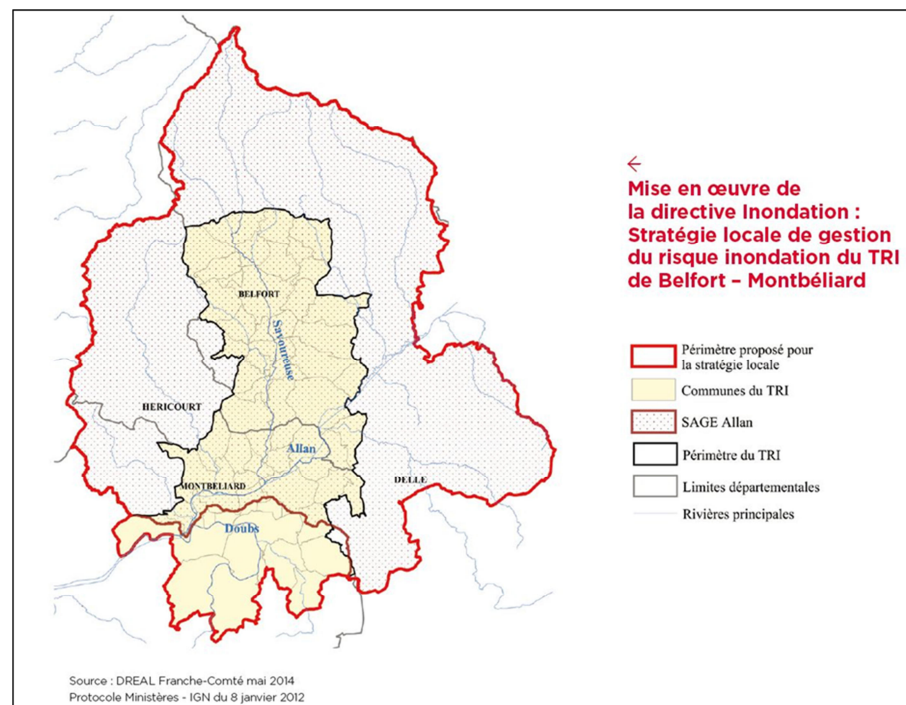 ←
Mise en œuvre de
la directive Inondation :
Stratégie locale de gestion
du risque inondation du TRI
de Belfort – Montbéliard
BELFORT
Savoureuse
HERICOURT
Allan
MONTBELIARD
DELLE
Doubs
Périmètre proposé pour
la stratégie locale
Communes du TRI
SAGE Allan
Périmètre du TRI
Limites départementales
Rivières principales
Source : DREAL Franche-Comté mai 2014
Protocole Ministères - IGN du 8 janvier 2012